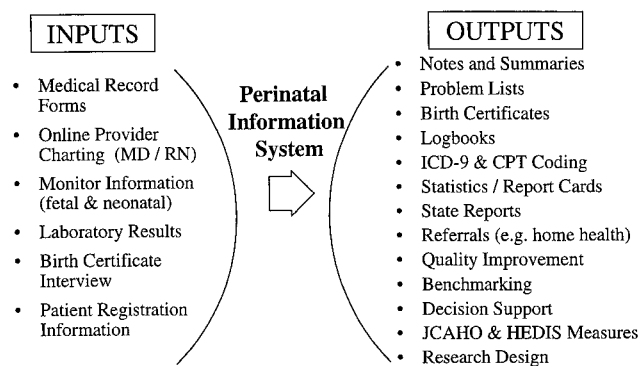 INPUTS
• Medical Record
Forms
• Online Provider
Charting (MD / RN)
• Monitor Information
(fetal & neonatal)
• Laboratory Results
• Birth Certificate
Interview
• Patient Registration
Information
Perinatal
Information
System
OUTPUTS
• Notes and Summaries
• Problem Lists
• Birth Certificates
• Logbooks
• ICD-9 & CPT Coding
• Statistics / Report Cards
• State Reports
• Referrals (e.g. home health)
• Quality Improvement
• Benchmarking
• Decision Support
• JCAHO & HEDIS Measures
• Research Design